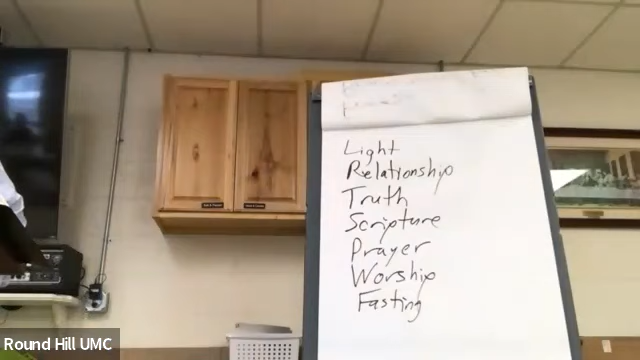 Light
Relationship
Truth
Scripture
Prayer
Worship
Fasting
Round Hill UMC